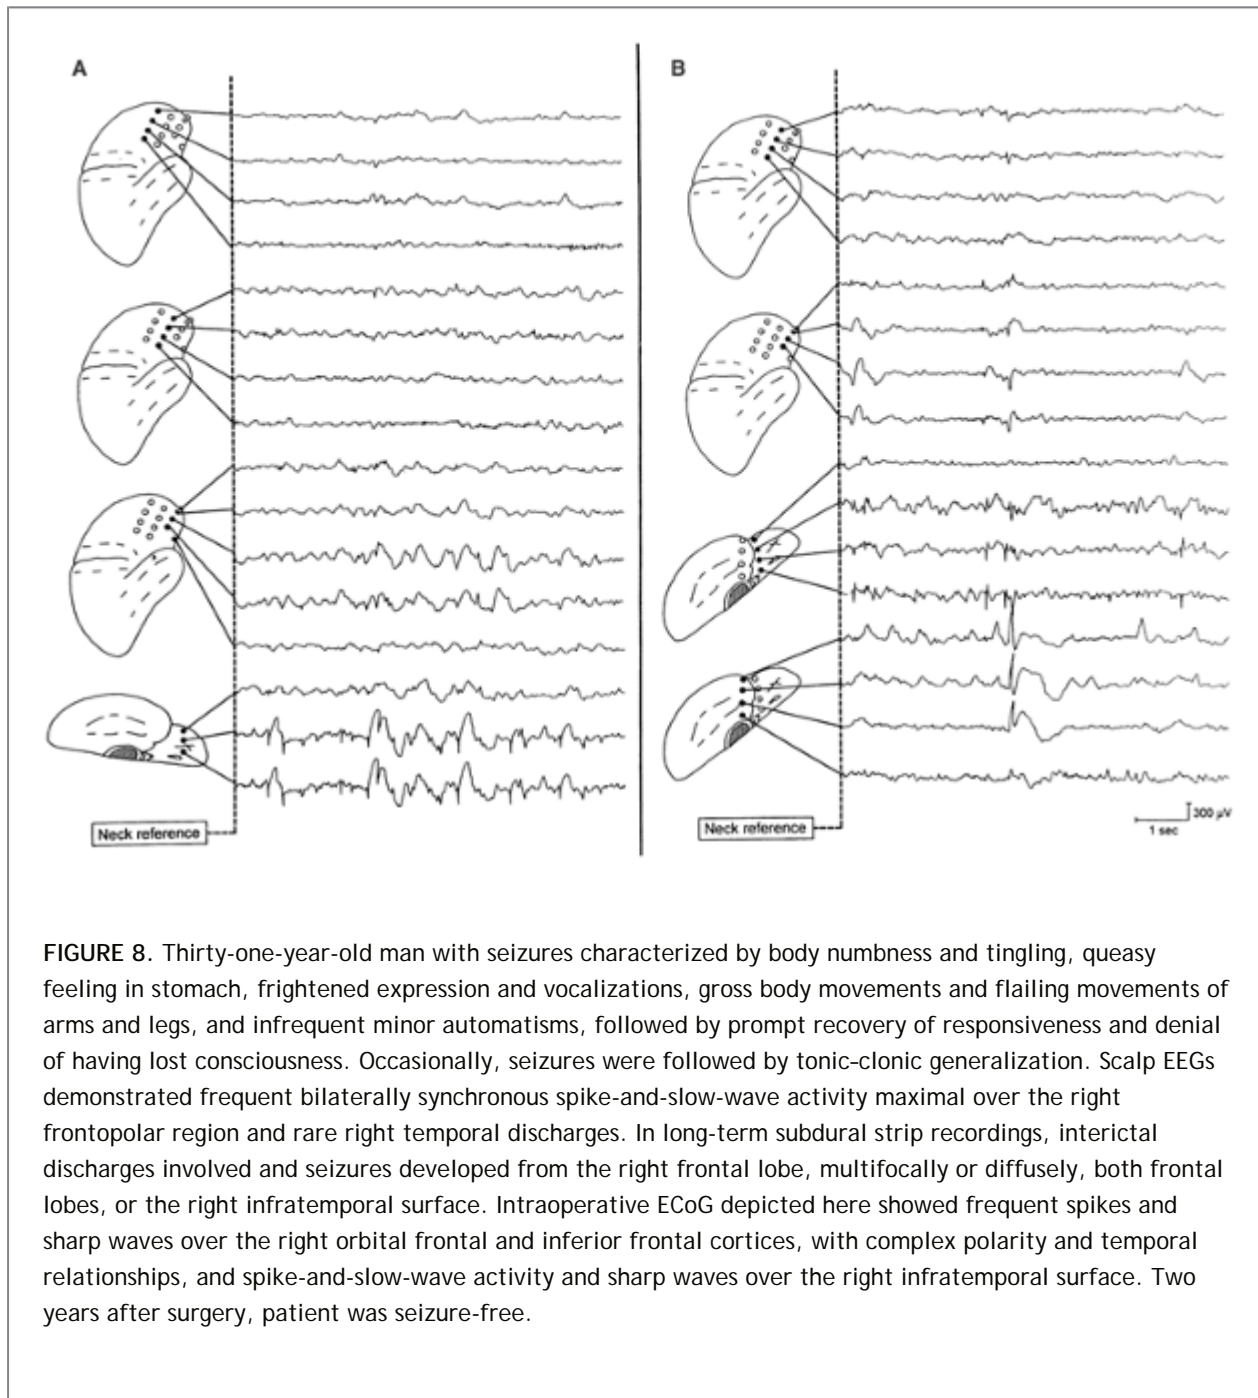 A
B
Neck reference
Neck reference
300 µV
1 sec
FIGURE 8. Thirty-one-year-old man with seizures characterized by body numbness and tingling, queasy
feeling in stomach, frightened expression and vocalizations, gross body movements and flailing movements of
arms and legs, and infrequent minor automatisms, followed by prompt recovery of responsiveness and denial
of having lost consciousness. Occasionally, seizures were followed by tonic–clonic generalization. Scalp EEGs
demonstrated frequent bilaterally synchronous spike-and-slow-wave activity maximal over the right
frontopolar region and rare right temporal discharges. In long-term subdural strip recordings, interictal
discharges involved and seizures developed from the right frontal lobe, multifocally or diffusely, both frontal
lobes, or the right infratemporal surface. Intraoperative ECoG depicted here showed frequent spikes and
sharp waves over the right orbital frontal and inferior frontal cortices, with complex polarity and temporal
relationships, and spike-and-slow-wave activity and sharp waves over the right infratemporal surface. Two
years after surgery, patient was seizure-free.